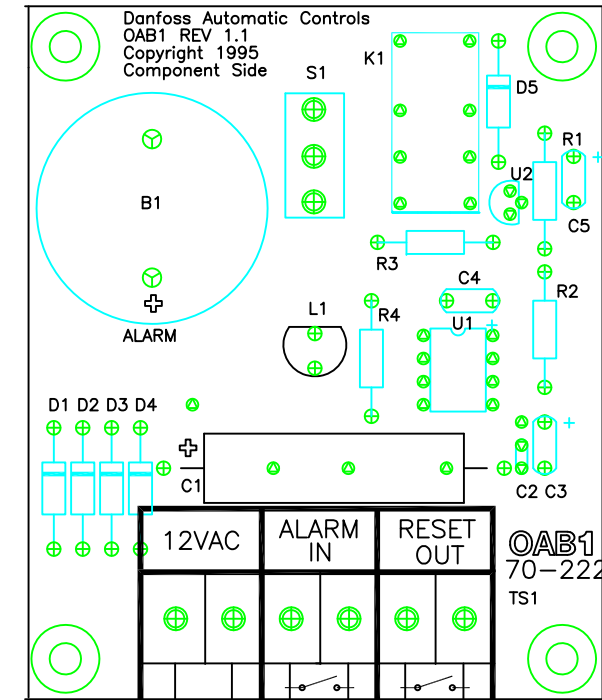 Danfoss Automatic Controls
OAB1 REV 1.1
Copyright 1995
Component Side
S1
K1
D5
R1
U2
B1
C5
R3
C4
R2
L1
R4
U1
ALARM
D1 D2 D3 D4
C1
C2 C3
12VAC
ALARM IN
RESET OUT
OAB1
70-222
TS1